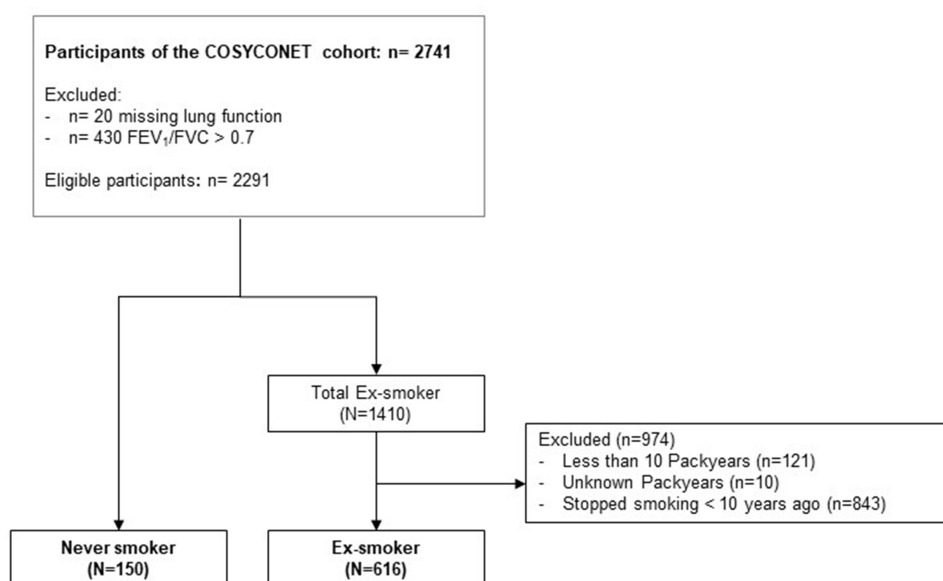 Participants of the COSYCONET cohort: n= 2741
Excluded:
- n= 20 missing lung function
- n= 430 FEV₁/FVC > 0.7
Eligible participants: n= 2291
Total Ex-smoker
(N=1410)
Excluded (n=974)
- Less than 10 Packyears (n=121)
- Unknown Packyears (n=10)
- Stopped smoking < 10 years ago (n=843)
Never smoker
(N=150)
Ex-smoker
(N=616)